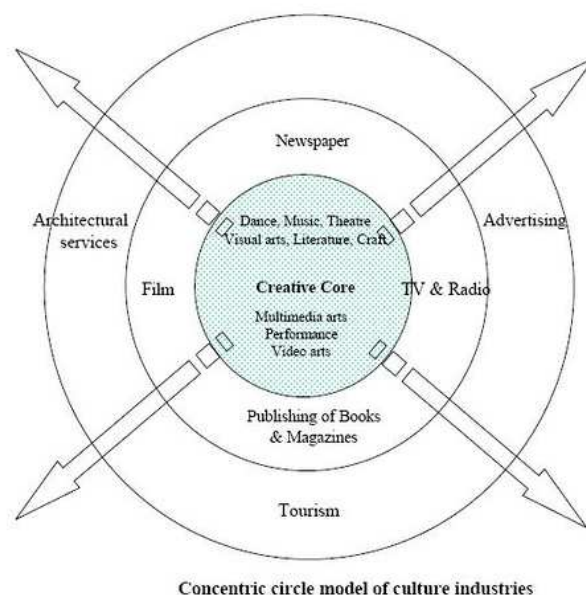 Newspaper
Dance, Music, Theatre
Visual arts, Literature, Craft
Architectural
services
Advertising
Film
Creative Core
TV & Radio
Multimedia arts
Performance
Video arts
Publishing of Books
& Magazines
Tourism
Concentric circle model of culture industries